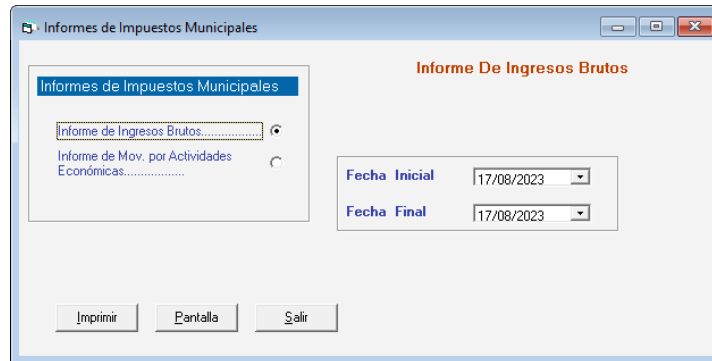 Informes de Impuestos Municipales
Informe De Ingresos Brutos
Informes de Impuestos Municipales
Informe de Ingresos Brutos.................
Informe de Mov. por Actividades
Económicas.................
Fecha Inicial 17/08/2023
Fecha Final 17/08/2023
Imprimir Pantalla Salir